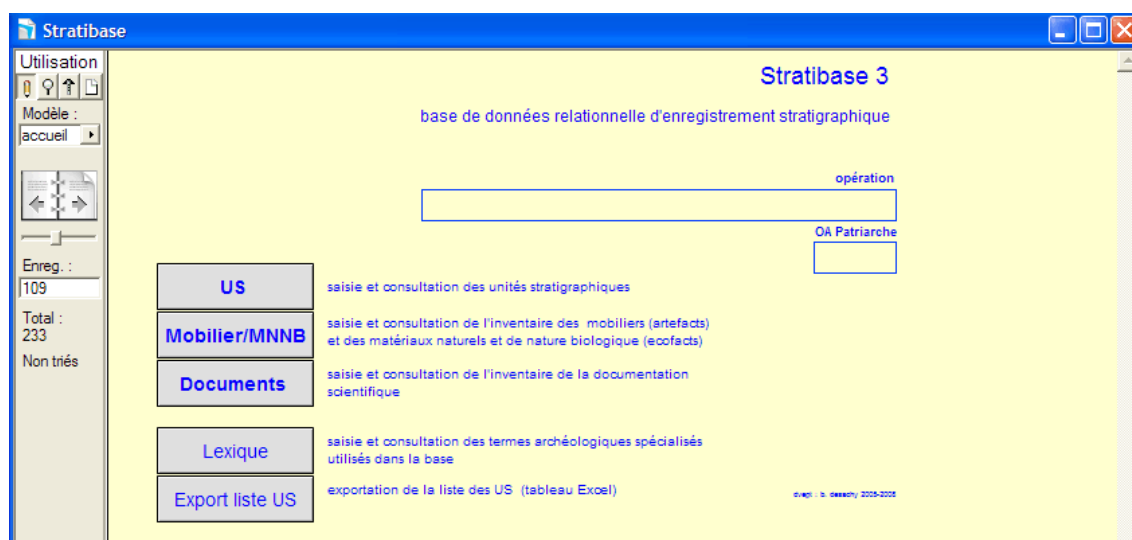 Stratibase
Utilisation
Modèle :
accueil
Enreg. :
109
Total :
233
Non triés
Stratibase 3
base de données relationnelle d'enregistrement stratigraphique
opération
OA Patriarche
US
saisie et consultation des unités stratigraphiques
Mobilier/MNNB
saisie et consultation de l'inventaire des mobiliers (artefacts)
et des matériaux naturels et de nature biologique (ecofacts)
Documents
saisie et consultation de l'inventaire de la documentation
scientifique
Lexique
saisie et consultation des termes archéologiques spécialisés
utilisés dans la base
Export liste US
exportation de la liste des US (tableau Excel)
: b. desachy